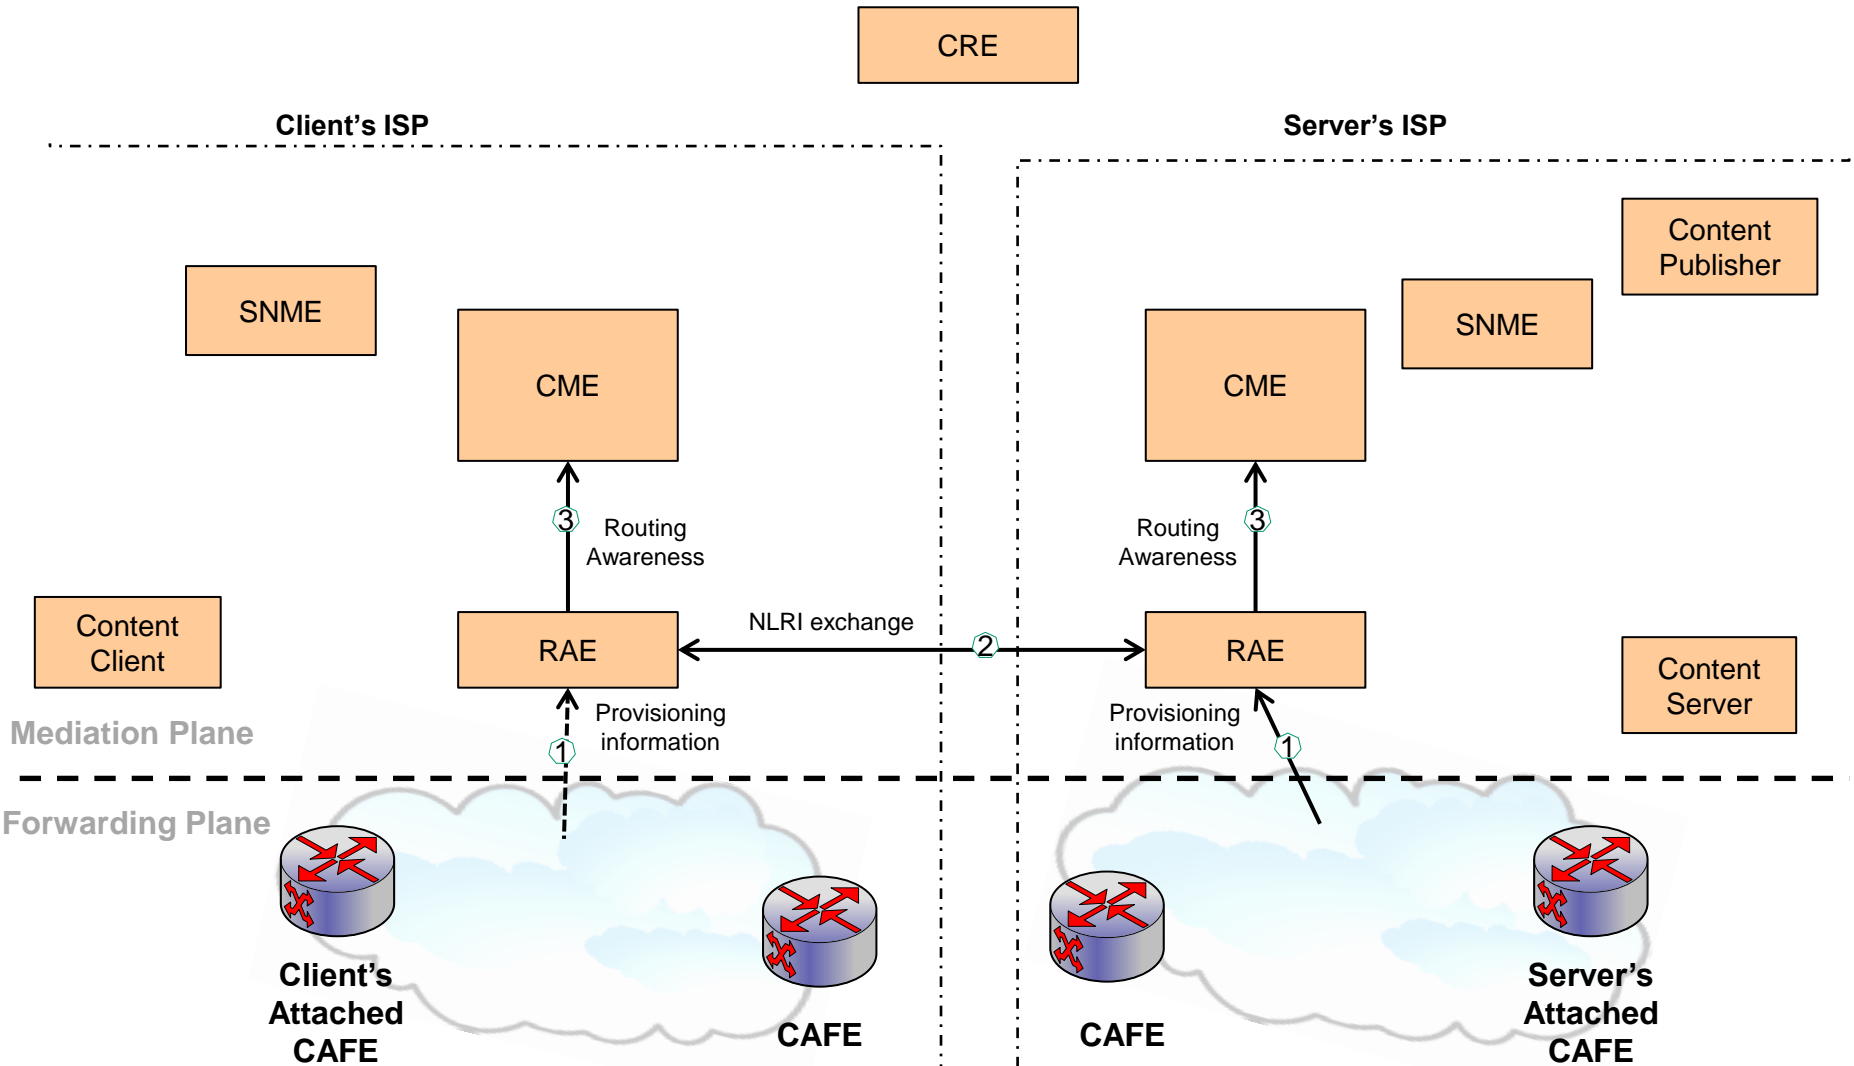 CRE
Client's ISP
Server's ISP
Content
Publisher
SNME
SNME
CME
CME
3
Routing
Awareness
Routing
Awareness
3
Content
Client
RAE
NLRI exchange
2
RAE
Content
Server
Provisioning
information
1
Provisioning
information
1
Mediation Plane
Forwarding Plane
Client's
Attached
CAFE
CAFE
CAFE
Server's
Attached
CAFE